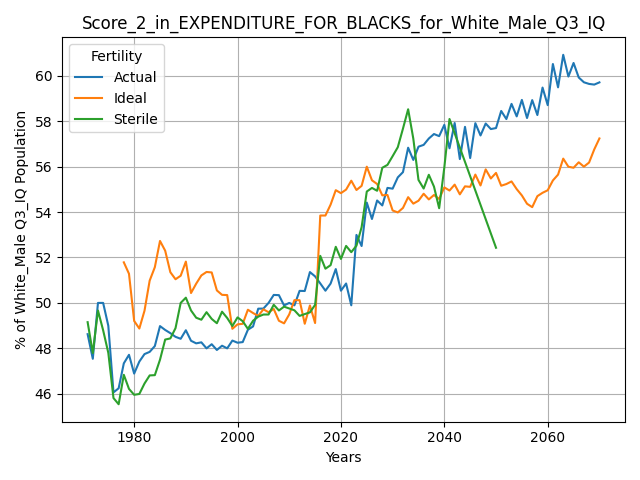 Score_2_in_EXPENDITURE_FOR_BLACKS_for_White_Male_Q3_IQ
Fertility
Actual
Ideal
Sterile
% of White_Male Q3_IQ Population
60
58
56
54
52
50
48
46
1980
2000
2020
2040
2060
Years